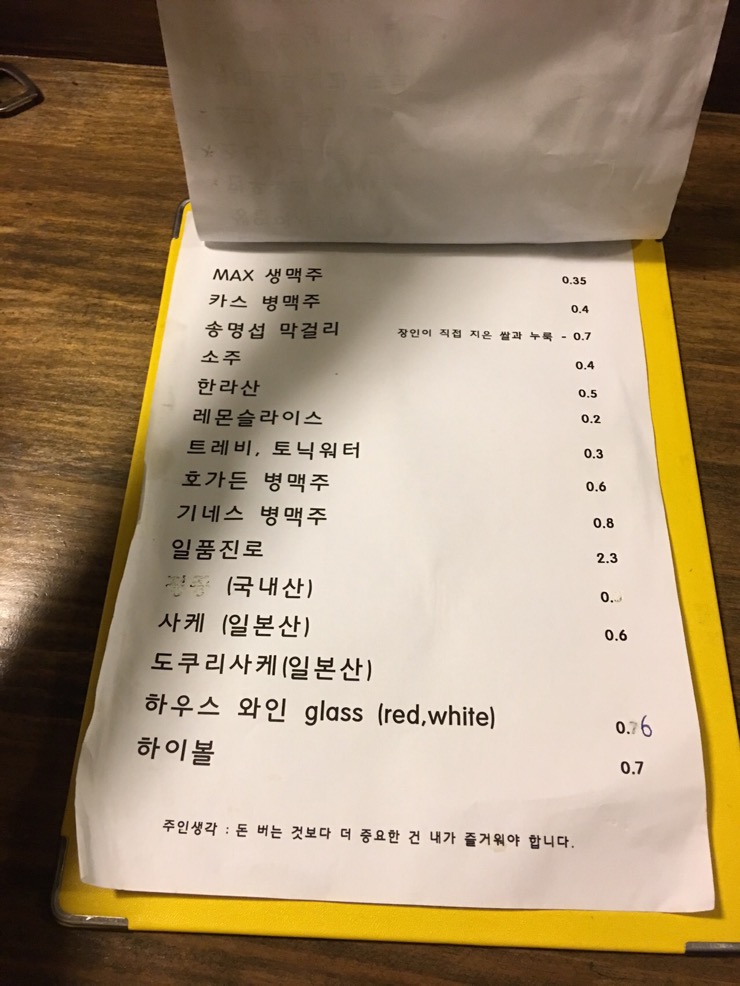 MAX 생맥주 0.35
카스 병맥주 0.4
송명섭 막걸리 장인이 직접 지은 쌀과 누룩 - 0.7
소주 0.4
한라산 0.5
레몬슬라이스 0.2
트레비, 토닉워터 0.3
호가든 병맥주 0.6
기네스 병맥주 0.8
일품진로 2.3
(국내산) 0.
사케 (일본산) 0.6
도쿠리사케(일본산)
하우스 와인 glass (red,white) 0.6
하이볼 0.7
주인생각 : 돈 버는 것보다 더 중요한 건 내가 즐거워야 합니다.